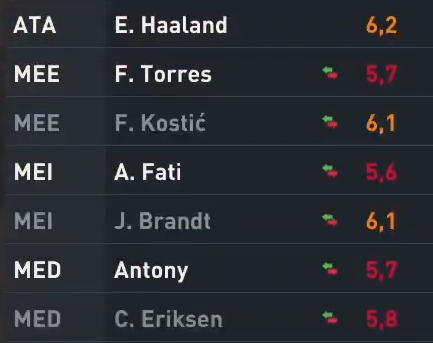 ATA E. Haaland 6,2
MEE F. Torres 5,7
MEE F. Kostić 6,1
MEI A. Fati 5,6
MEI J. Brandt 6,1
MED Antony 5,7
MED C. Eriksen 5,8